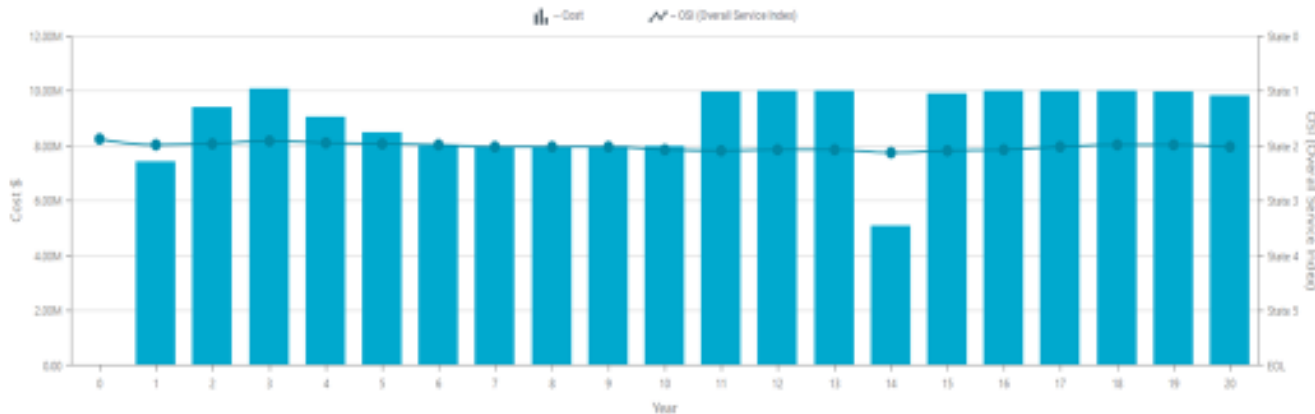 – Cost – OSI (Overall Service Index)
12.00M State 0
10.00M State 1
8.00M State 2
6.00M State 3
4.00M State 4
2.00M State 5
0.00 EOL
Cost $
OSI (Overall Service Index)
0 1 2 3 4 5 6 7 8 9 10 11 12 13 14 15 16 17 18 19 20
Year